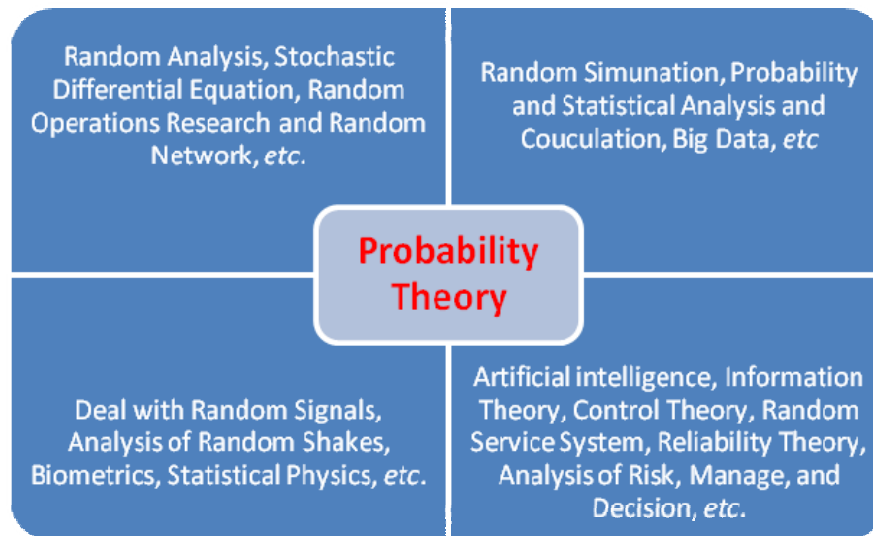 Random Analysis, Stochastic
Differential Equation, Random
Operations Research and Random
Network, etc.
Random Simunation, Probability
and Statistical Analysis and
Couculation, Big Data, etc
Probability
Theory
Deal with Random Signals,
Analysis of Random Shakes,
Biometrics, Statistical Physics, etc.
Artificial intelligence, Information
Theory, Control Theory, Random
Service System, Reliability Theory,
Analysis of Risk, Manage, and
Decision, etc.